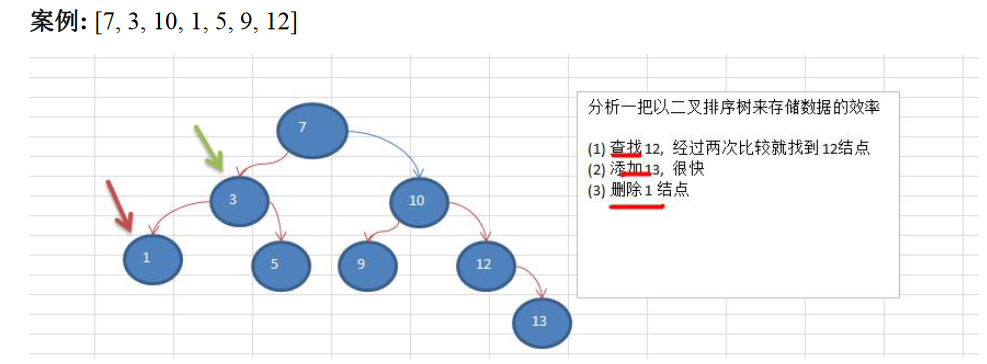 案例: [7, 3, 10, 1, 5, 9, 12]
分析一把以二叉排序树来存储数据的效率
(1) 查找12, 经过两次比较就找到12结点
(2) 添加13, 很快
(3) 删除1 结点
7
3
10
1
5
9
12
13